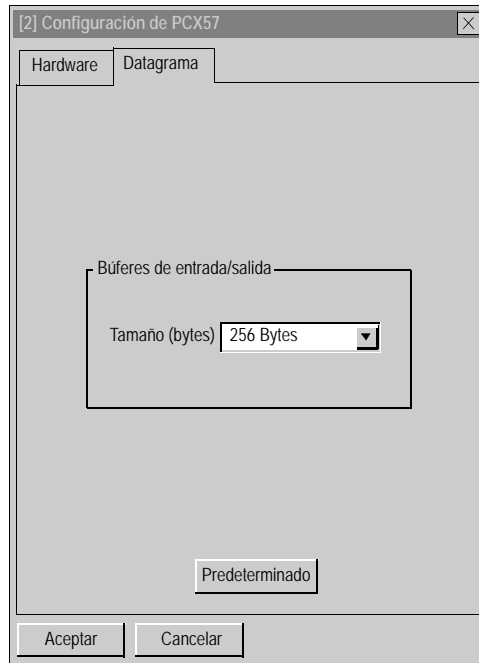 [2] Configuración de PCX57
Hardware Datagrama
Búferes de entrada/salida
Tamaño (bytes) 256 Bytes
Predeterminado
Aceptar Cancelar